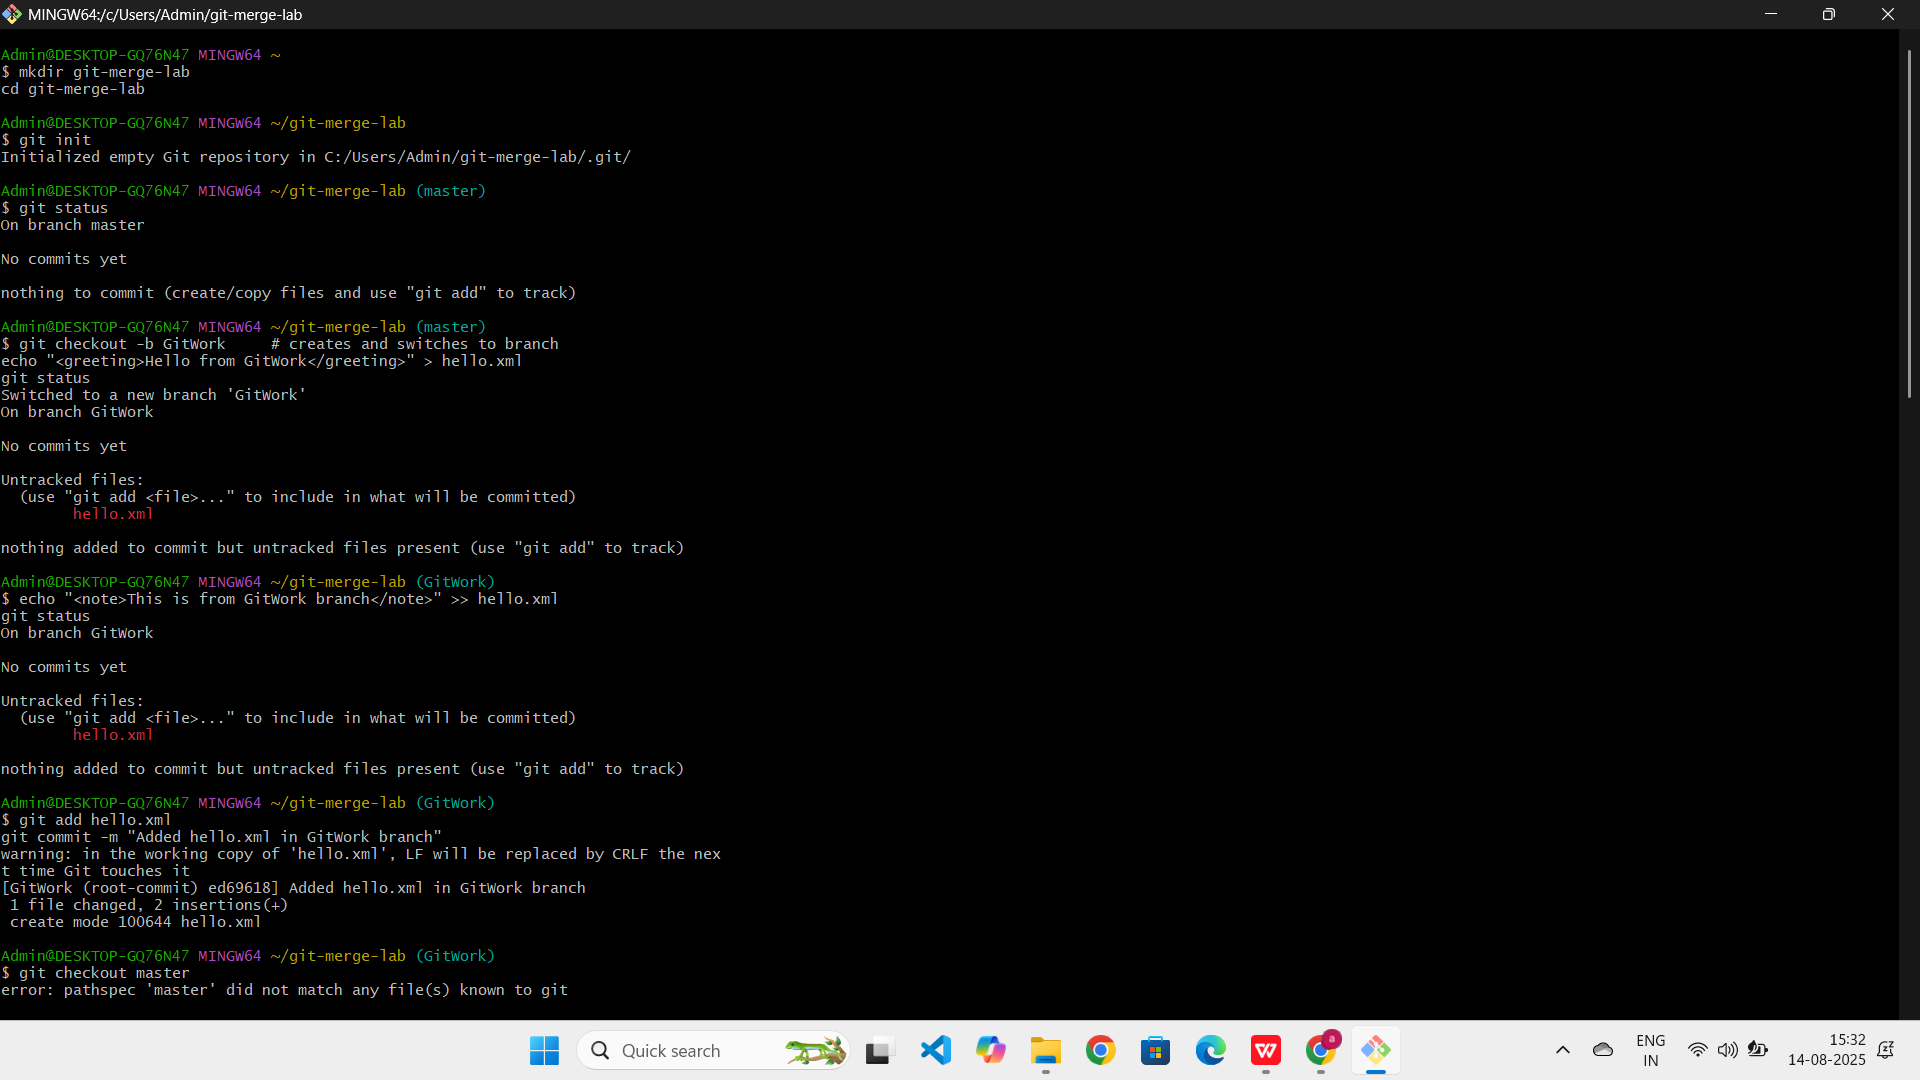 MINGW64:/c/Users/Admin/git-merge-lab
Admin@DESKTOP-GQ76N47 MINGW64 ~
$ mkdir git-merge-lab
cd git-merge-lab
Admin@DESKTOP-GQ76N47 MINGW64 ~/git-merge-lab
$ git init
Initialized empty Git repository in C:/Users/Admin/git-merge-lab/.git/
Admin@DESKTOP-GQ76N47 MINGW64 ~/git-merge-lab (master)
$ git status
On branch master
No commits yet
nothing to commit (create/copy files and use "git add" to track)
Admin@DESKTOP-GQ76N47 MINGW64 ~/git-merge-lab (master)
$ git checkout -b GitWork     # creates and switches to branch
echo "<greeting>Hello from GitWork</greeting>" > hello.xml
git status
Switched to a new branch 'GitWork'
On branch GitWork
No commits yet
Untracked files:
  (use "git add <file>..." to include in what will be committed)
        hello.xml
nothing added to commit but untracked files present (use "git add" to track)
Admin@DESKTOP-GQ76N47 MINGW64 ~/git-merge-lab (GitWork)
$ echo "<note>This is from GitWork branch</note>" >> hello.xml
git status
On branch GitWork
No commits yet
Untracked files:
  (use "git add <file>..." to include in what will be committed)
        hello.xml
nothing added to commit but untracked files present (use "git add" to track)
Admin@DESKTOP-GQ76N47 MINGW64 ~/git-merge-lab (GitWork)
$ git add hello.xml
git commit -m "Added hello.xml in GitWork branch"
warning: in the working copy of 'hello.xml', LF will be replaced by CRLF the nex
t time Git touches it
[GitWork (root-commit) ed69618] Added hello.xml in GitWork branch
 1 file changed, 2 insertions(+)
 create mode 100644 hello.xml
Admin@DESKTOP-GQ76N47 MINGW64 ~/git-merge-lab (GitWork)
$ git checkout master
error: pathspec 'master' did not match any file(s) known to git
Quick search
W
a
ENG
IN
15:32
14-08-2025